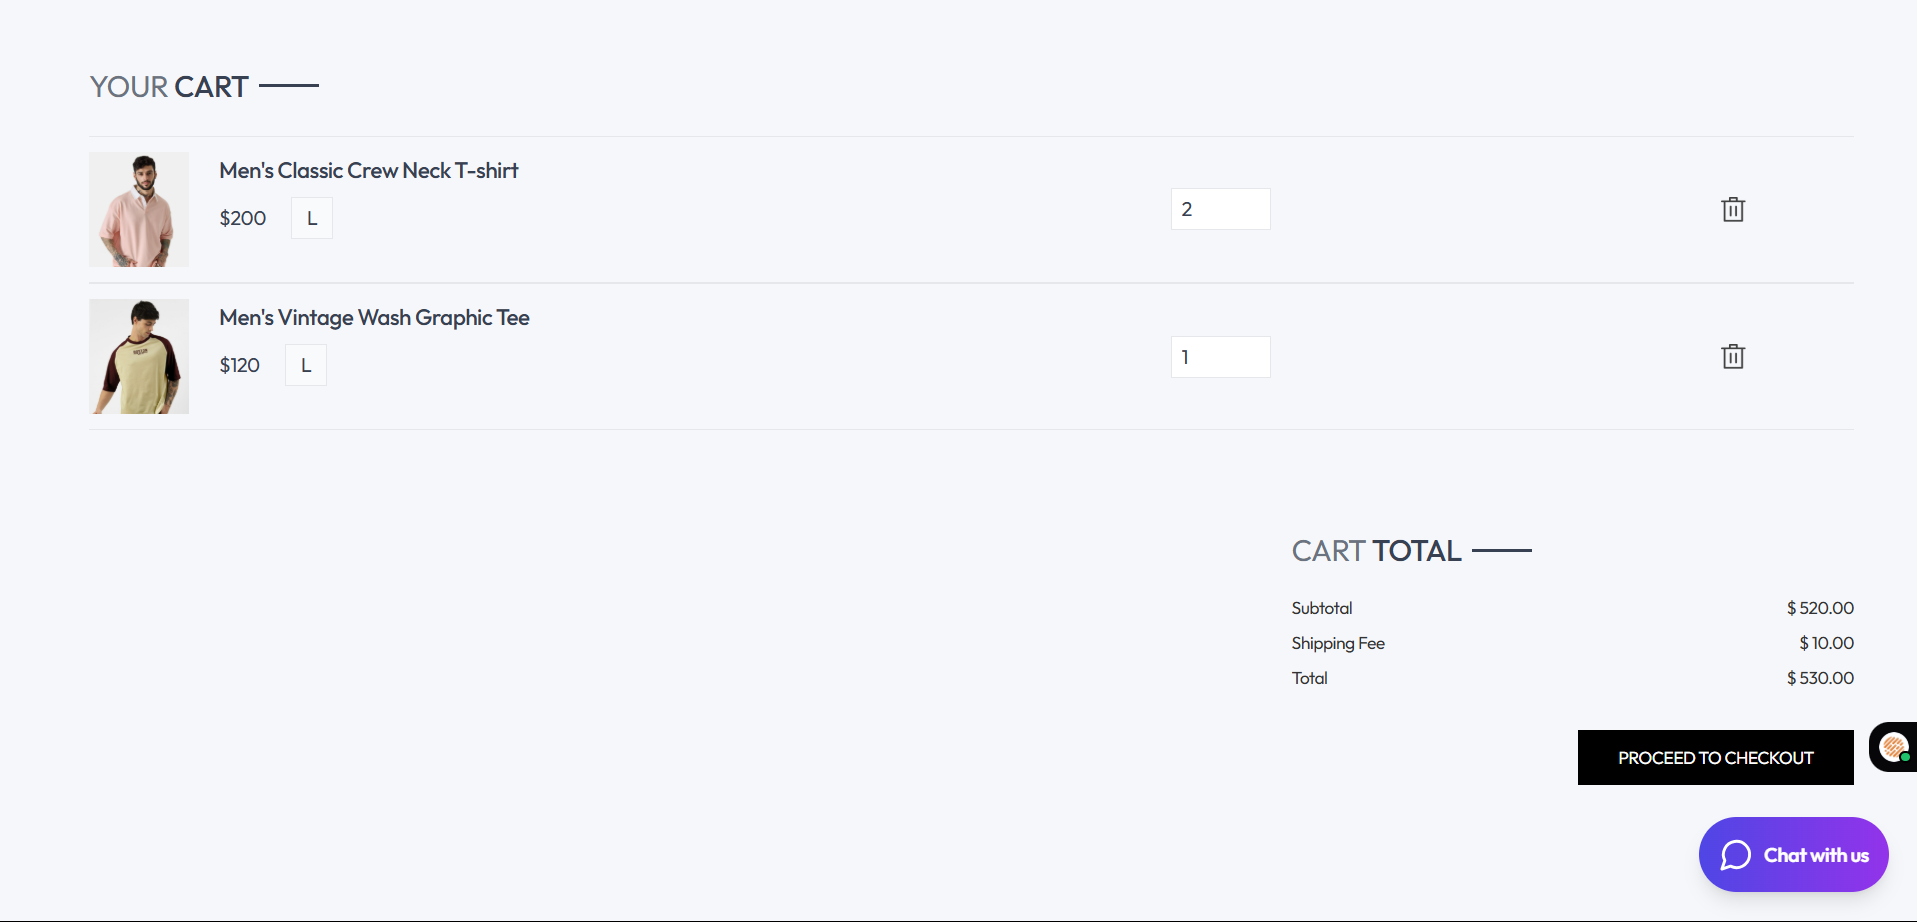 YOUR CART
Men's Classic Crew Neck T-shirt
$200 L
2
Men's Vintage Wash Graphic Tee
$120 L
1
CART TOTAL
Subtotal $ 520.00
Shipping Fee $ 10.00
Total $ 530.00
PROCEED TO CHECKOUT
Chat with us